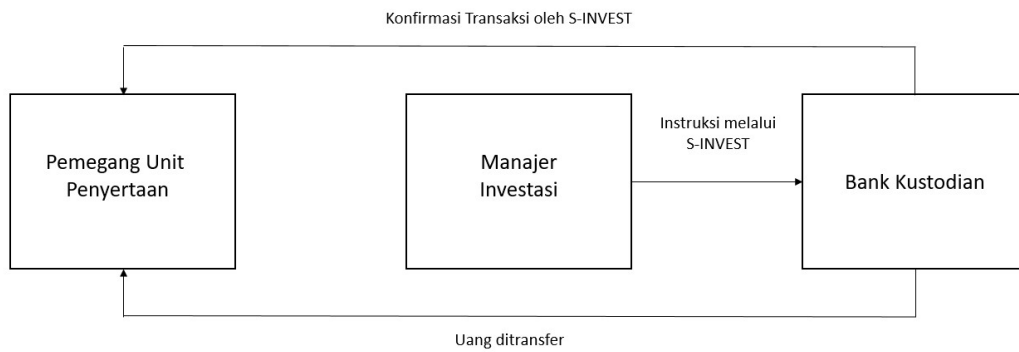 Konfirmasi Transaksi oleh S-INVEST
Pemegang Unit
Penyertaan
Manajer
Investasi
Instruksi melalui
S-INVEST
Bank Kustodian
Uang ditransfer